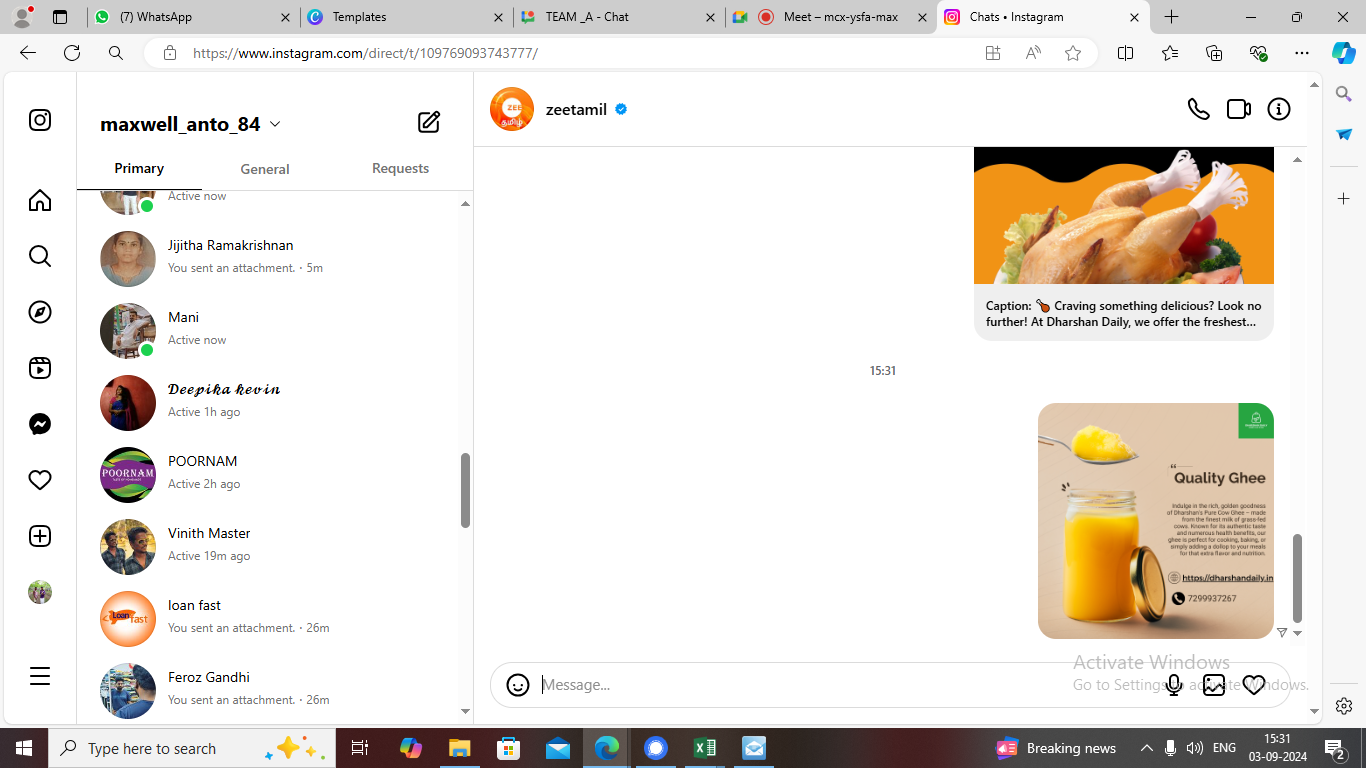 (7) WhatsApp
Templates
TEAM _A - Chat
Meet – mcx-ysfa-max
Chats • Instagram
https://www.instagram.com/direct/t/109769093743777/
maxwell_anto_84
Primary
General
Requests
Active now
Jijitha Ramakrishnan
You sent an attachment. · 5m
Mani
Active now
𝓓𝓮𝓮𝓹𝓲𝓴𝓪 𝓴𝓮𝓿𝓲𝓷
Active 1h ago
POORNAM
POORNAM
Active 2h ago
Vinith Master
Active 19m ago
Loan fast
loan fast
You sent an attachment. · 26m
Feroz Gandhi
You sent an attachment. · 26m
ZEE
தமிழ்
zeetamil
Caption: 🍗 Craving something delicious? Look no
further! At Dharshan Daily, we offer the freshest...
15:31
“
Quality Ghee
Indulge in the rich, golden goodness
of Dharshan's Pure Cow Ghee – made
from the finest milk of grass-fed
cows. Known for its authentic taste
and numerous health benefits, our
ghee is perfect for cooking, baking, or
simply adding a dollop to your meals
for that extra flavor and nutrition.
https://dharshandaily.in
7299937267
Message...
Activate Windows
Go to Settings to activate Windows.
Type here to search
Breaking news
ENG
15:31
03-09-2024
2